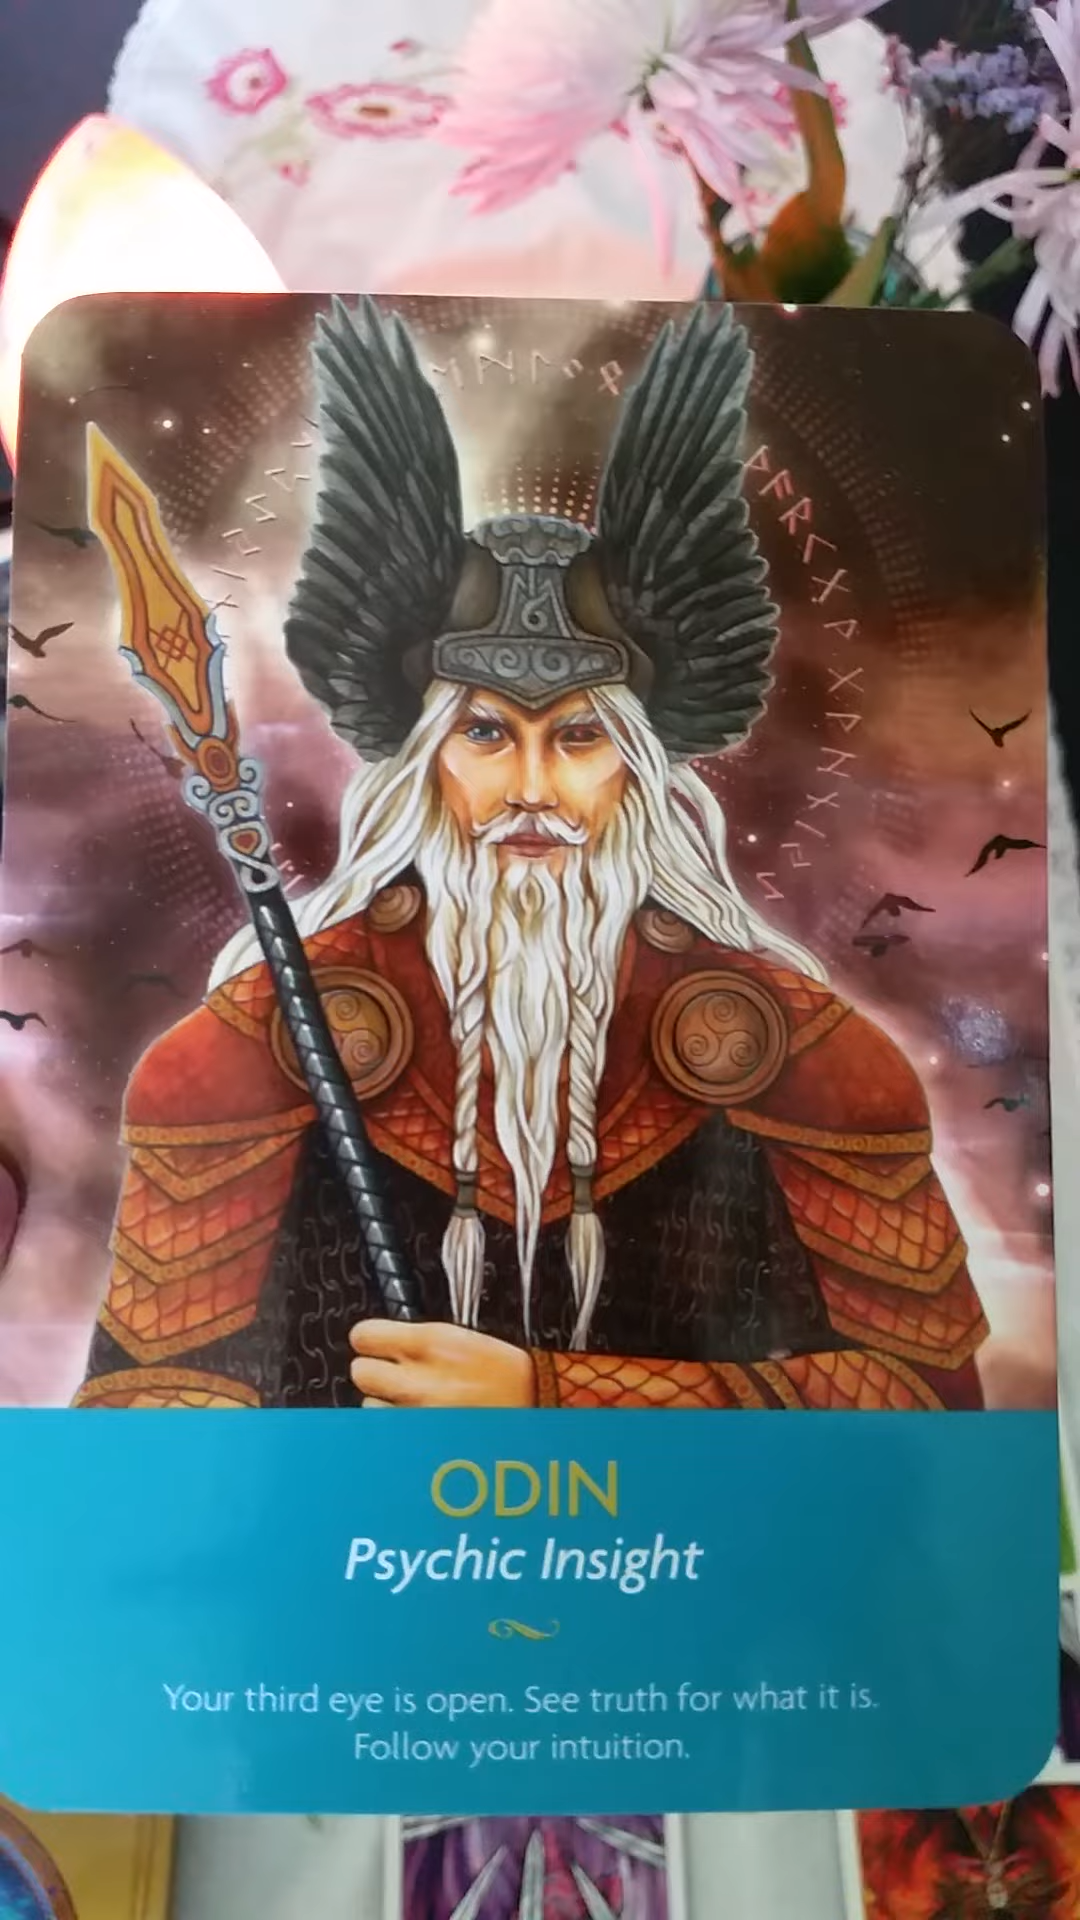 ODIN
Psychic Insight
Your third eye is open. See truth for what it is.
Follow your intuition.